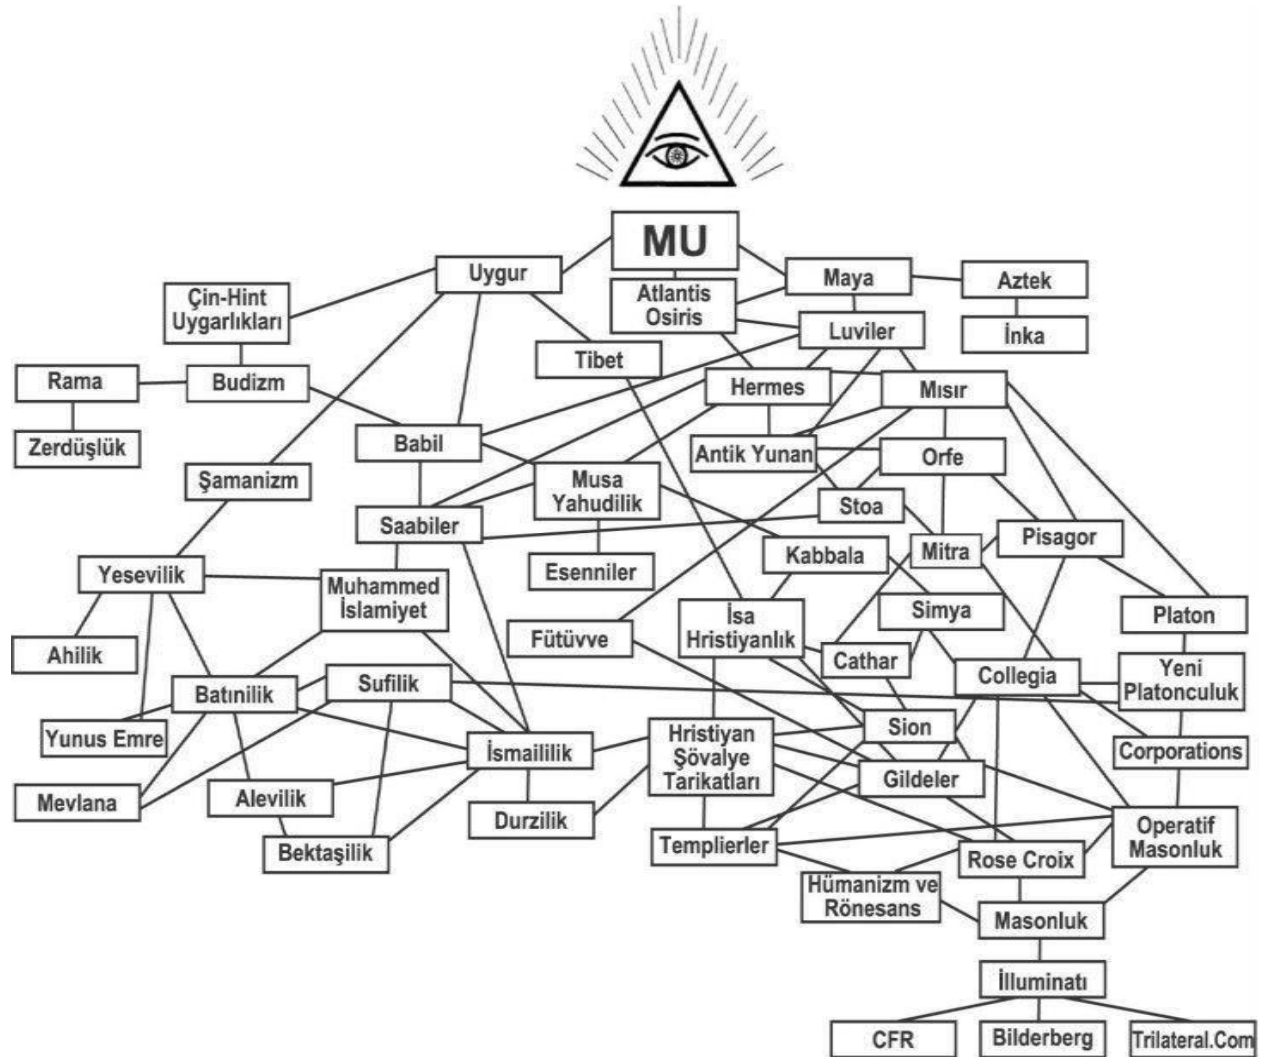 MU
Uygur
Maya
Aztek
Çin-Hint
Uygarlıkları
Atlantis
Osiris
Luviler
İnka
Tibet
Rama
Budizm
Hermes
Mısır
Zerdüşlük
Babil
Antik Yunan
Orfe
Şamanizm
Musa
Yahudilik
Stoa
Saabiler
Kabbala
Mitra
Pisagor
Yesevilik
Muhammed
İslamiyet
Esenniler
Ahilik
Fütüvve
İsa
Hristiyanlık
Simya
Platon
Cathar
Batınilik
Sufilik
Collegia
Yeni
Platonculuk
Yunus Emre
İsmaililik
Hristiyan
Şövalye
Tarikatları
Sion
Corporations
Mevlana
Alevilik
Durzilik
Gildeler
Bektaşilik
Templierler
Rose Croix
Operatif
Masonluk
Hümanizm ve
Rönesans
Masonluk
İlluminatı
CFR
Bilderberg
Trilateral.Com